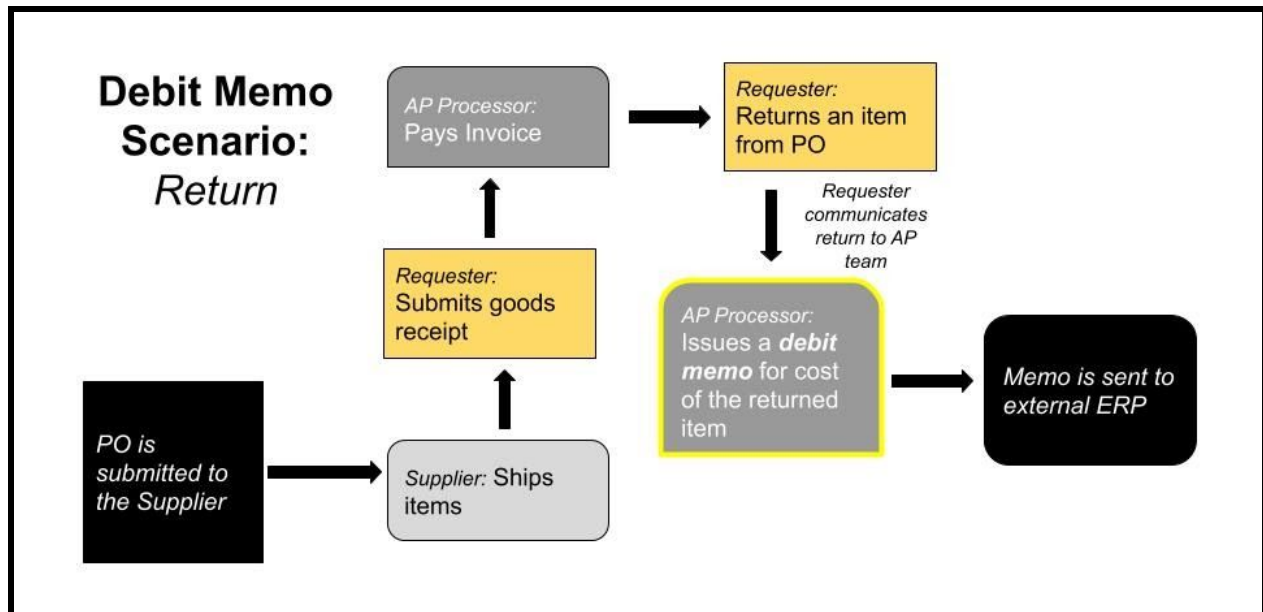 Debit Memo
Scenario:
Return
PO is
submitted to
the Supplier
Supplier: Ships
items
Requester:
Submits goods
receipt
AP Processor:
Pays Invoice
Requester:
Returns an item
from PO
Requester
communicates
return to AP
team
AP Processor:
Issues a debit
memo for cost
of the returned
item
Memo is sent to
external ERP